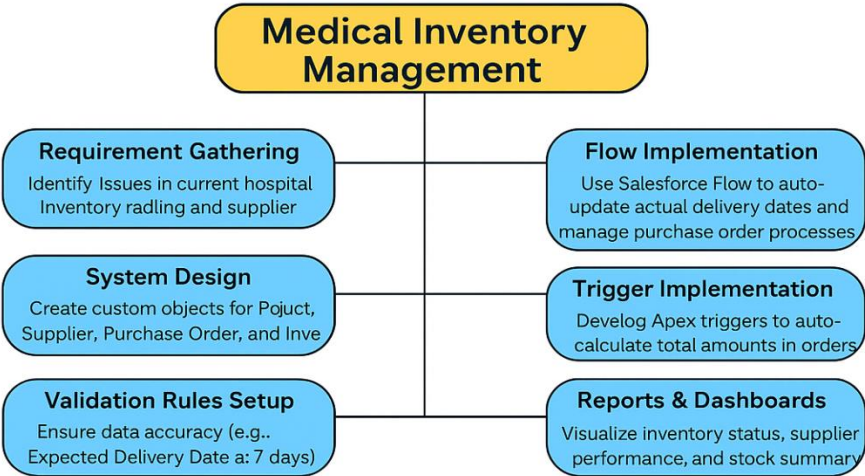 Medical Inventory
Management
Requirement Gathering
Identify Issues in current hospital
Inventory radling and supplier
System Design
Create custom objects for Pojuct,
Supplier, Purchase Order, and Inve
Validation Rules Setup
Ensure data accuracy (e.g..
Expected Delivery Date a: 7 days)
Flow Implementation
Use Salesforce Flow to auto-
update actual delivery dates and
manage purchase order processes
Trigger Implementation
Develog Apex triggers to auto-
calculate total amounts in orders
Reports & Dashboards
Visualize inventory status, supplier
performance, and stock summary